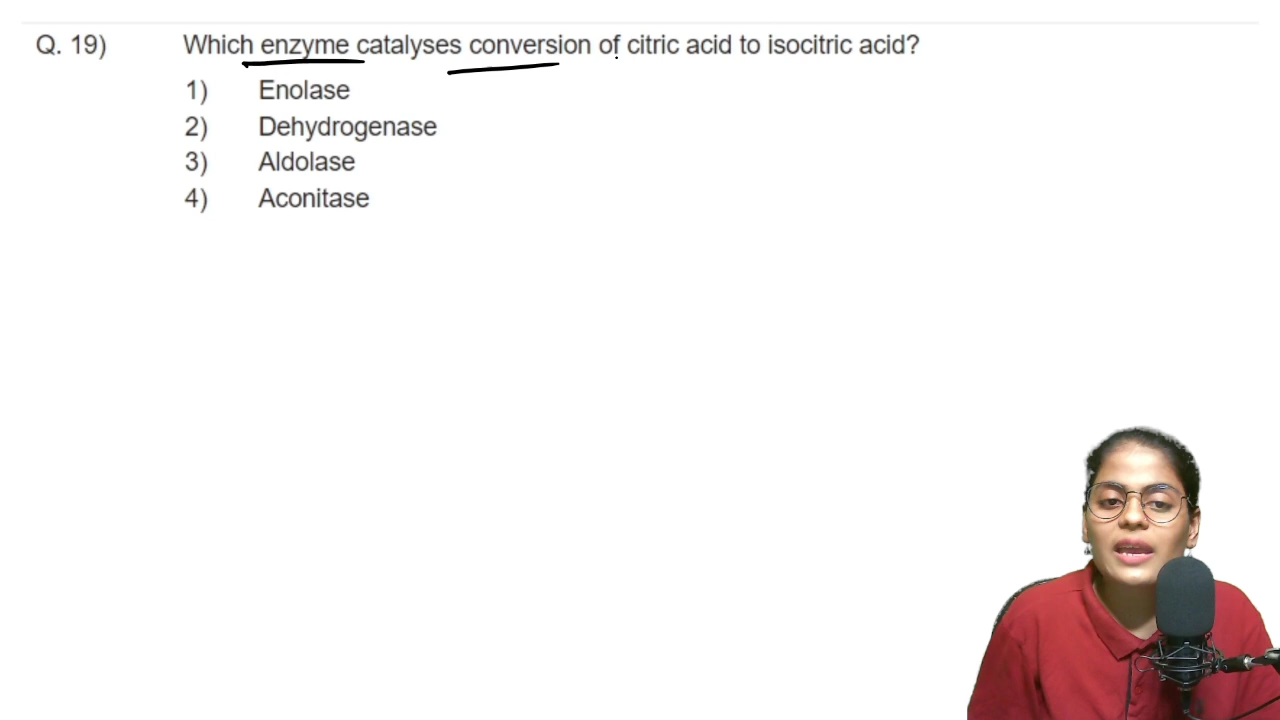 Q. 19) Which enzyme catalyses conversion of citric acid to isocitric acid?
1) Enolase
2) Dehydrogenase
3) Aldolase
4) Aconitase